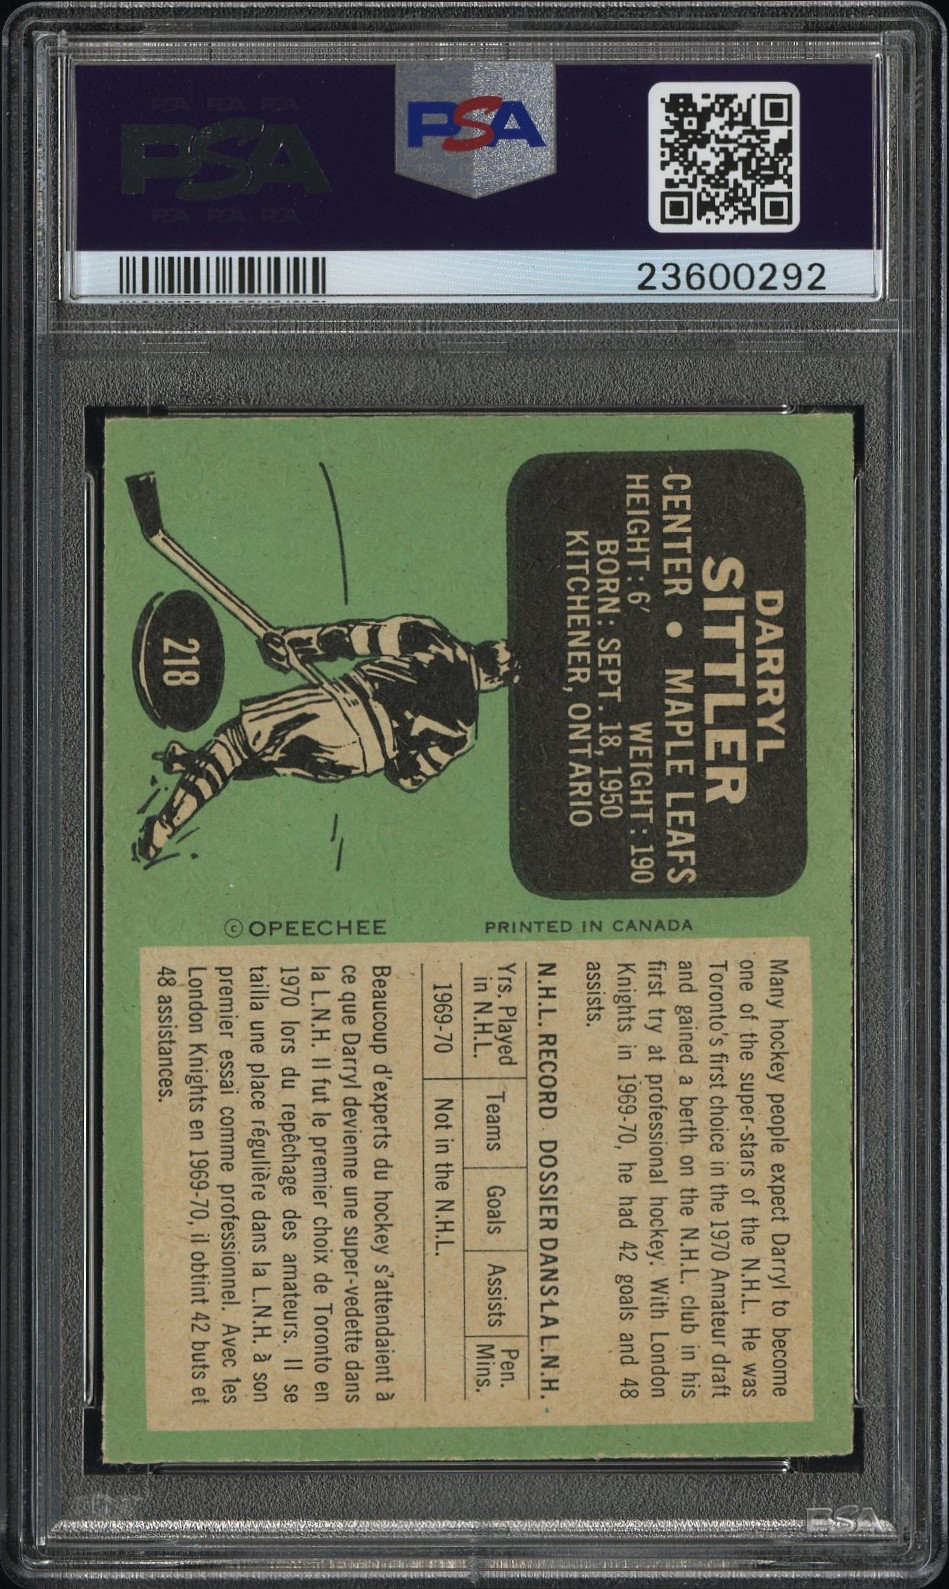 PSA PSA PSA
PSA
PSA PSA PSA
PSA
23600292
DARRYL
SITTLER
CENTER • MAPLE LEAFS
HEIGHT: 6' WEIGHT: 190
BORN: SEPT. 18, 1950
KITCHENER, ONTARIO
218
© OPEECHEE
PRINTED IN CANADA
Many hockey people expect Darryl to become
one of the super-stars of the N.H.L. He was
Toronto's first choice in the 1970 Amateur draft
and gained a berth on the N.H.L. club in his
first try at professional hockey. With London
Knights in 1969-70, he had 42 goals and 48
assists.
N.H.L. RECORD DOSSIER DANS LA L.N.H.
Yrs. Played in N.H.L. Teams Goals Assists Pen. Mins.
1969-70 Not in the N.H.L.
Beaucoup d'experts du hockey s'attendaient à
ce que Darryl devienne une super-vedette dans
la L.N.H. Il fut le premier choix de Toronto en
1970 lors du repêchage des amateurs. Il se
tailla une place régulière dans la L.N.H. à son
premier essai comme professionnel. Avec les
London Knights en 1969-70, il obtint 42 buts et
48 assistances.
PSA